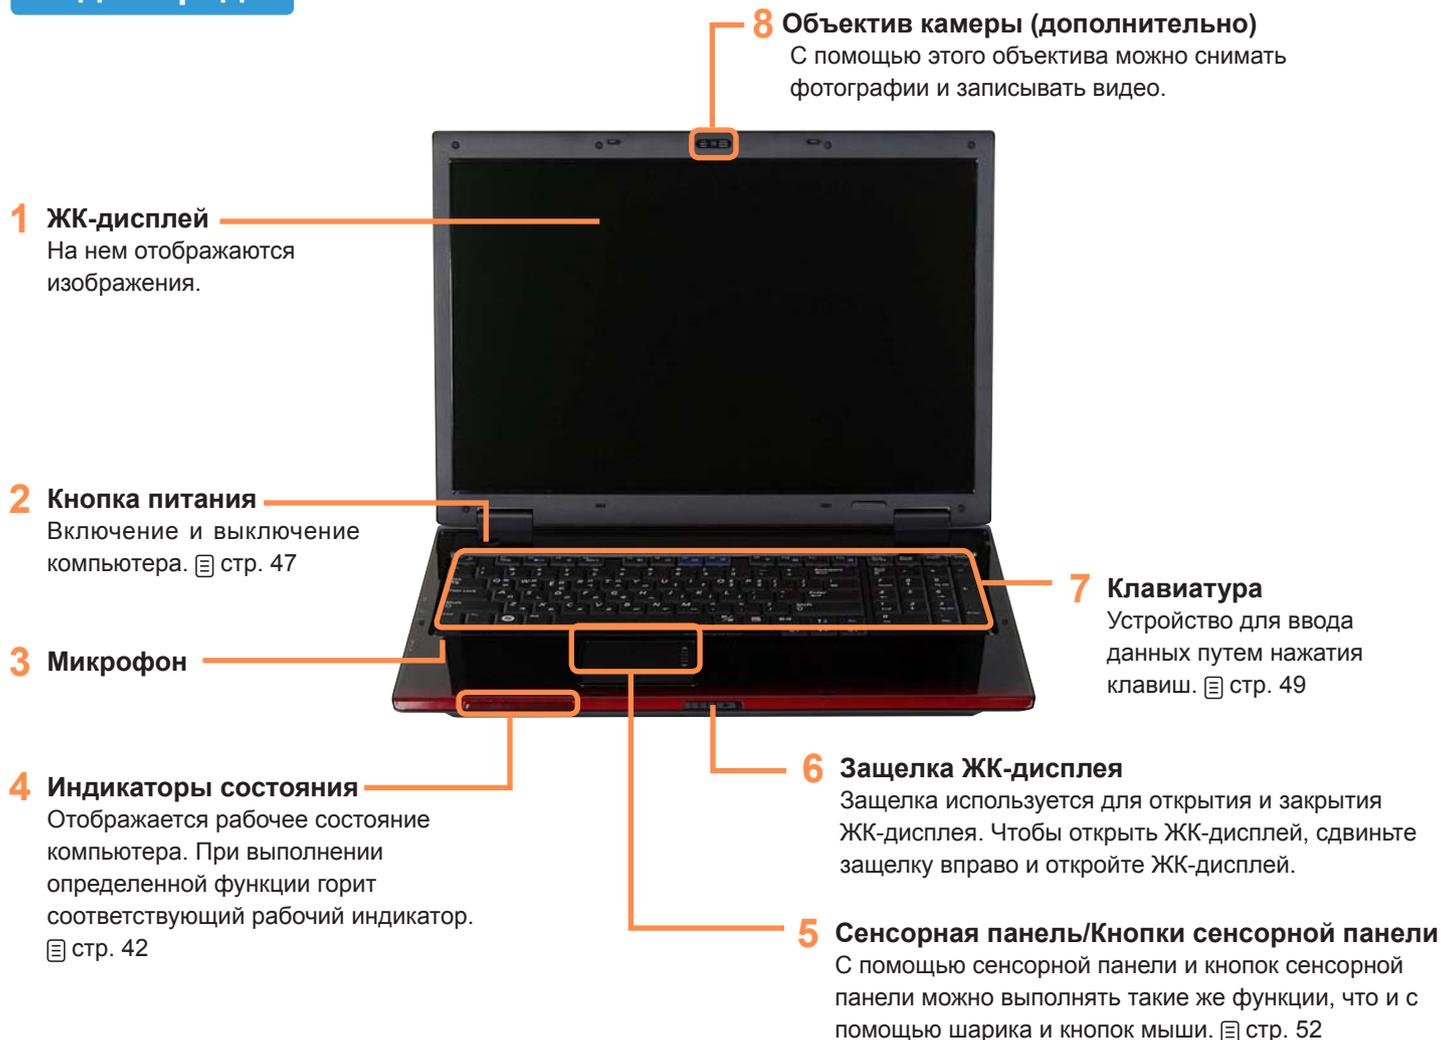 8 Объектив камеры (дополнительно)
С помощью этого объектива можно снимать
фотографии и записывать видео.
1 ЖК-дисплей
На нем отображаются
изображения.
2 Кнопка питания
Включение и выключение
компьютера. стр. 47
3 Микрофон
7 Клавиатура
Устройство для ввода
данных путем нажатия
клавиш. стр. 49
4 Индикаторы состояния
Отображается рабочее состояние
компьютера. При выполнении
определенной функции горит
соответствующий рабочий индикатор.
стр. 42
6 Защелка ЖК-дисплея
Защелка используется для открытия и закрытия
ЖК-дисплея. Чтобы открыть ЖК-дисплей, сдвиньте
защелку вправо и откройте ЖК-дисплей.
5 Сенсорная панель/Кнопки сенсорной панели
С помощью сенсорной панели и кнопок сенсорной
панели можно выполнять такие же функции, что и с
помощью шарика и кнопок мыши. стр. 52